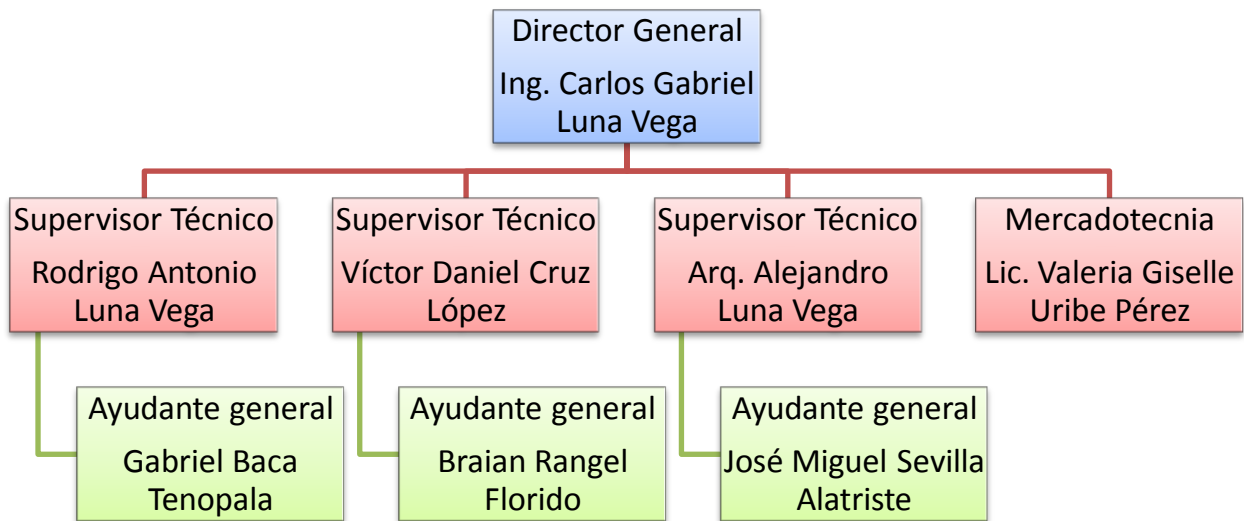 Director General
Ing. Carlos Gabriel
Luna Vega
Supervisor Técnico
Rodrigo Antonio
Luna Vega
Supervisor Técnico
Víctor Daniel Cruz
López
Supervisor Técnico
Arq. Alejandro
Luna Vega
Mercadotecnia
Lic. Valeria Giselle
Uribe Pérez
Ayudante general
Gabriel Baca
Tenopala
Ayudante general
Braian Rangel
Florido
Ayudante general
José Miguel Sevilla
Alatriste